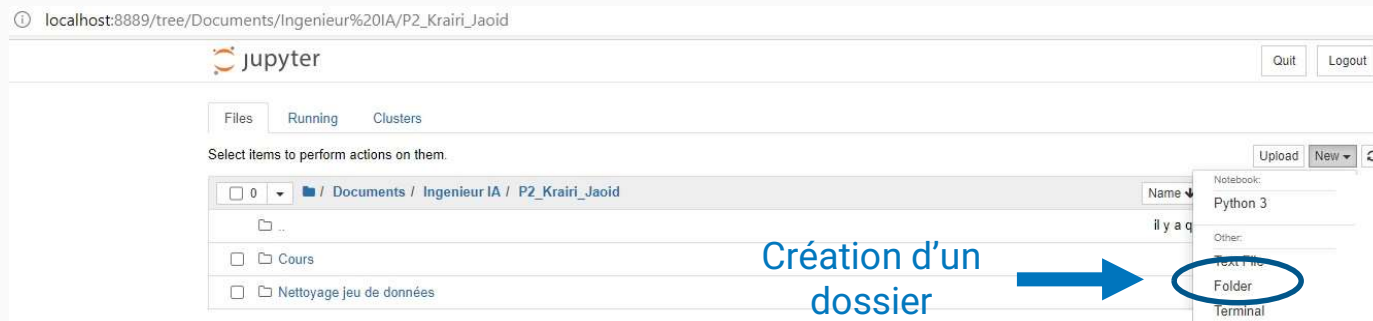 localhost:8889/tree/Documents/Ingenieur%20IA/P2_Krairi_Jaoid
jupyter
Quit Logout
Files Running Clusters
Select items to perform actions on them.
Upload New
0 / Documents / Ingenieur IA / P2_Krairi_Jaoid
Name
Notebook:
Python 3
..
il y a q
Other:
Cours
Text File
Création d'un
dossier
Folder
Nettoyage jeu de données
Terminal